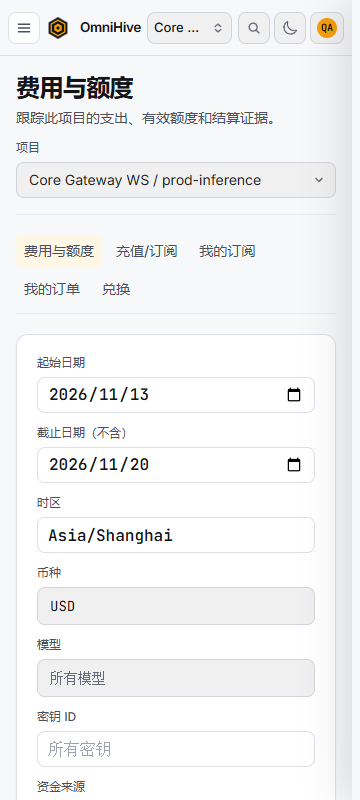 OmniHive
Core ...
QA
费用与额度
跟踪此项目的支出、有效额度和结算证据。
项目
Core Gateway WS / prod-inference
费用与额度
充值/订阅
我的订阅
我的订单
兑换
起始日期
2026/11/13
截止日期（不含）
2026/11/20
时区
Asia/Shanghai
币种
USD
模型
所有模型
密钥 ID
所有密钥
资金来源